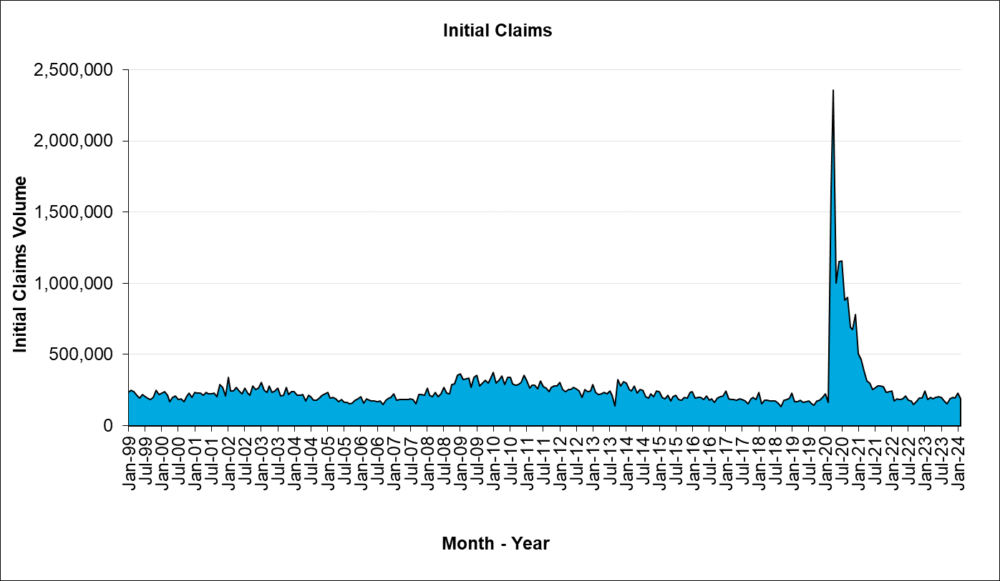 Initial Claims
2,500,000
2,000,000
1,500,000
1,000,000
500,000
0
Initial Claims Volume
Jan-99
Jul-99
Jan-00
Jul-00
Jan-01
Jul-01
Jan-02
Jul-02
Jan-03
Jul-03
Jan-04
Jul-04
Jan-05
Jul-05
Jan-06
Jul-06
Jan-07
Jul-07
Jan-08
Jul-08
Jan-09
Jul-09
Jan-10
Jul-10
Jan-11
Jul-11
Jan-12
Jul-12
Jan-13
Jul-13
Jan-14
Jul-14
Jan-15
Jul-15
Jan-16
Jul-16
Jan-17
Jul-17
Jan-18
Jul-18
Jan-19
Jul-19
Jan-20
Jul-20
Jan-21
Jul-21
Jan-22
Jul-22
Jan-23
Jul-23
Jan-24
Month - Year